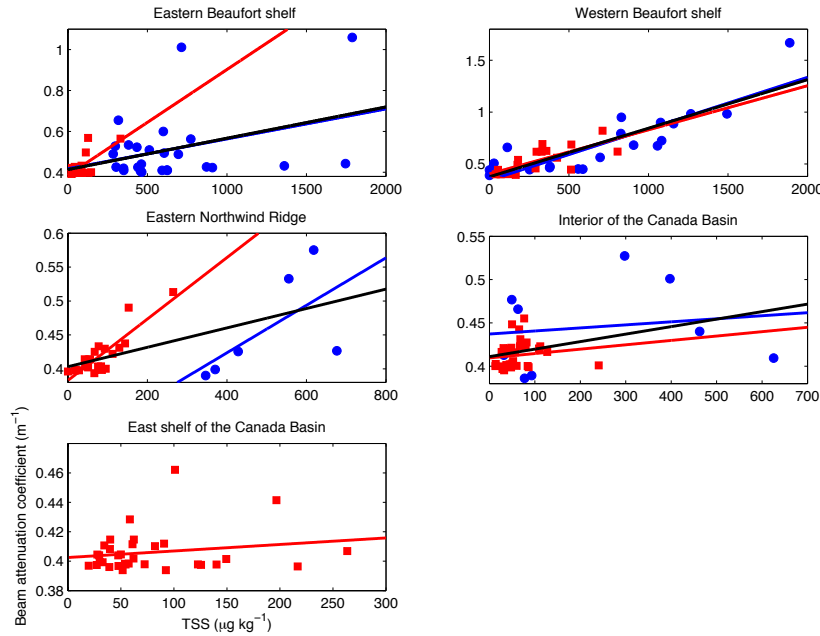 Eastern Beaufort shelf
1
0.8
0.6
0.4
0 500 1000 1500 2000
Western Beaufort shelf
1.5
1
0.5
0 500 1000 1500 2000
Eastern Northwind Ridge
0.6
0.55
0.5
0.45
0.4
0 200 400 600 800
Interior of the Canada Basin
0.55
0.5
0.45
0.4
0 100 200 300 400 500 600 700
East shelf of the Canada Basin
0.46
0.44
0.42
0.4
0.38
0 50 100 150 200 250 300
Beam attenuation coefficient (m⁻¹)
TSS (μg kg⁻¹)